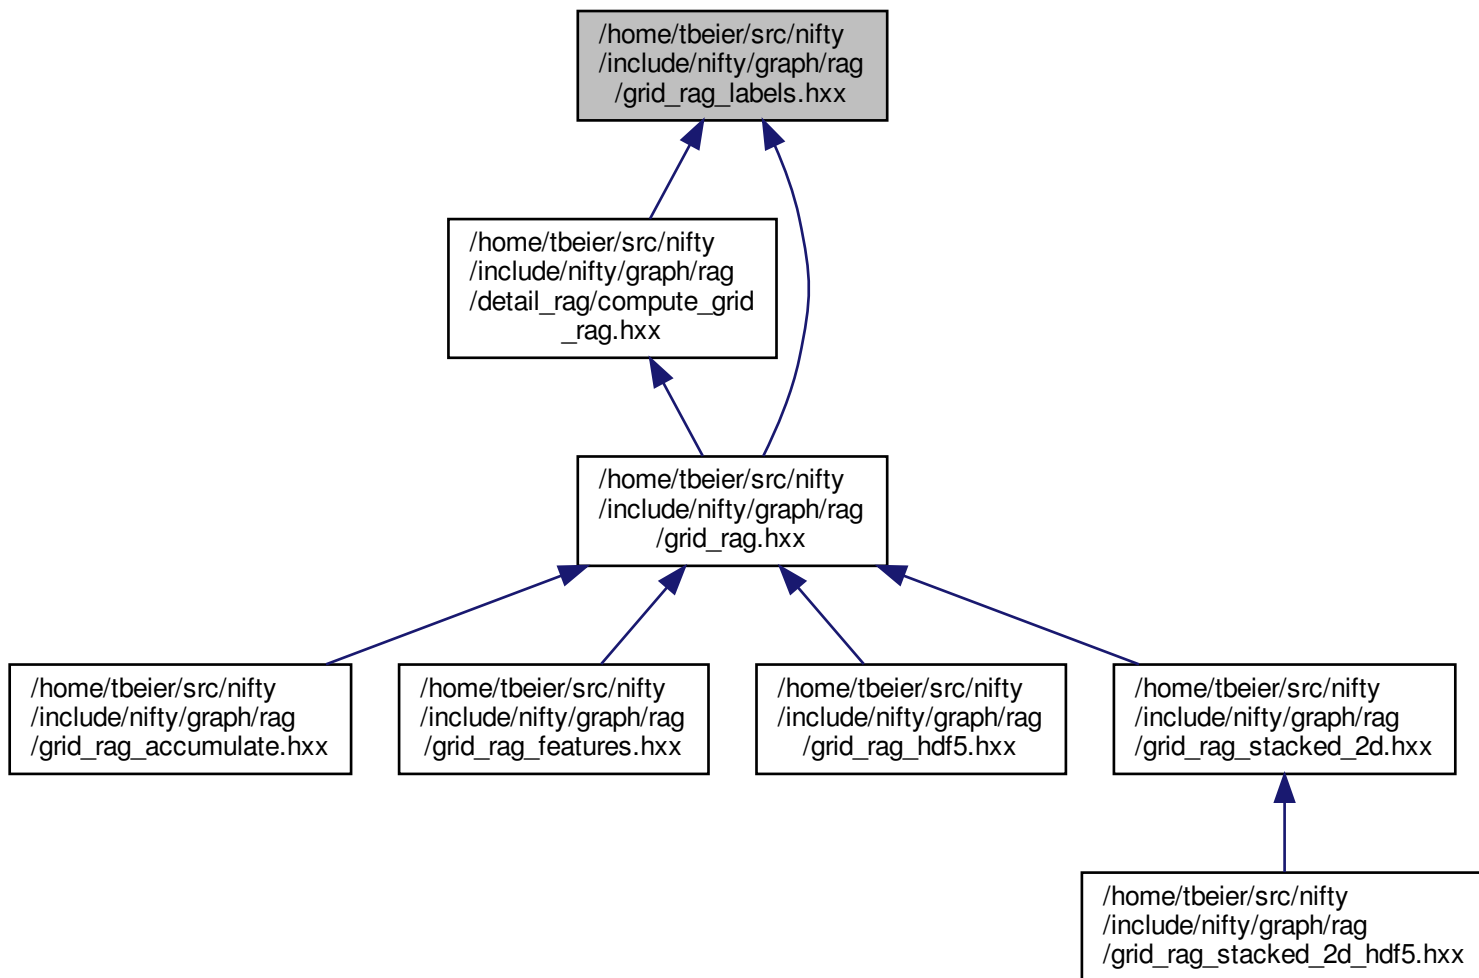 /home/tbeier/src/nifty
/include/nifty/graph/rag
/grid_rag_labels.hxx
/home/tbeier/src/nifty
/include/nifty/graph/rag
/detail_rag/compute_grid
_rag.hxx
/home/tbeier/src/nifty
/include/nifty/graph/rag
/grid_rag.hxx
/home/tbeier/src/nifty
/include/nifty/graph/rag
/grid_rag_accumulate.hxx
/home/tbeier/src/nifty
/include/nifty/graph/rag
/grid_rag_features.hxx
/home/tbeier/src/nifty
/include/nifty/graph/rag
/grid_rag_hdf5.hxx
/home/tbeier/src/nifty
/include/nifty/graph/rag
/grid_rag_stacked_2d.hxx
/home/tbeier/src/nifty
/include/nifty/graph/rag
/grid_rag_stacked_2d_hdf5.hxx